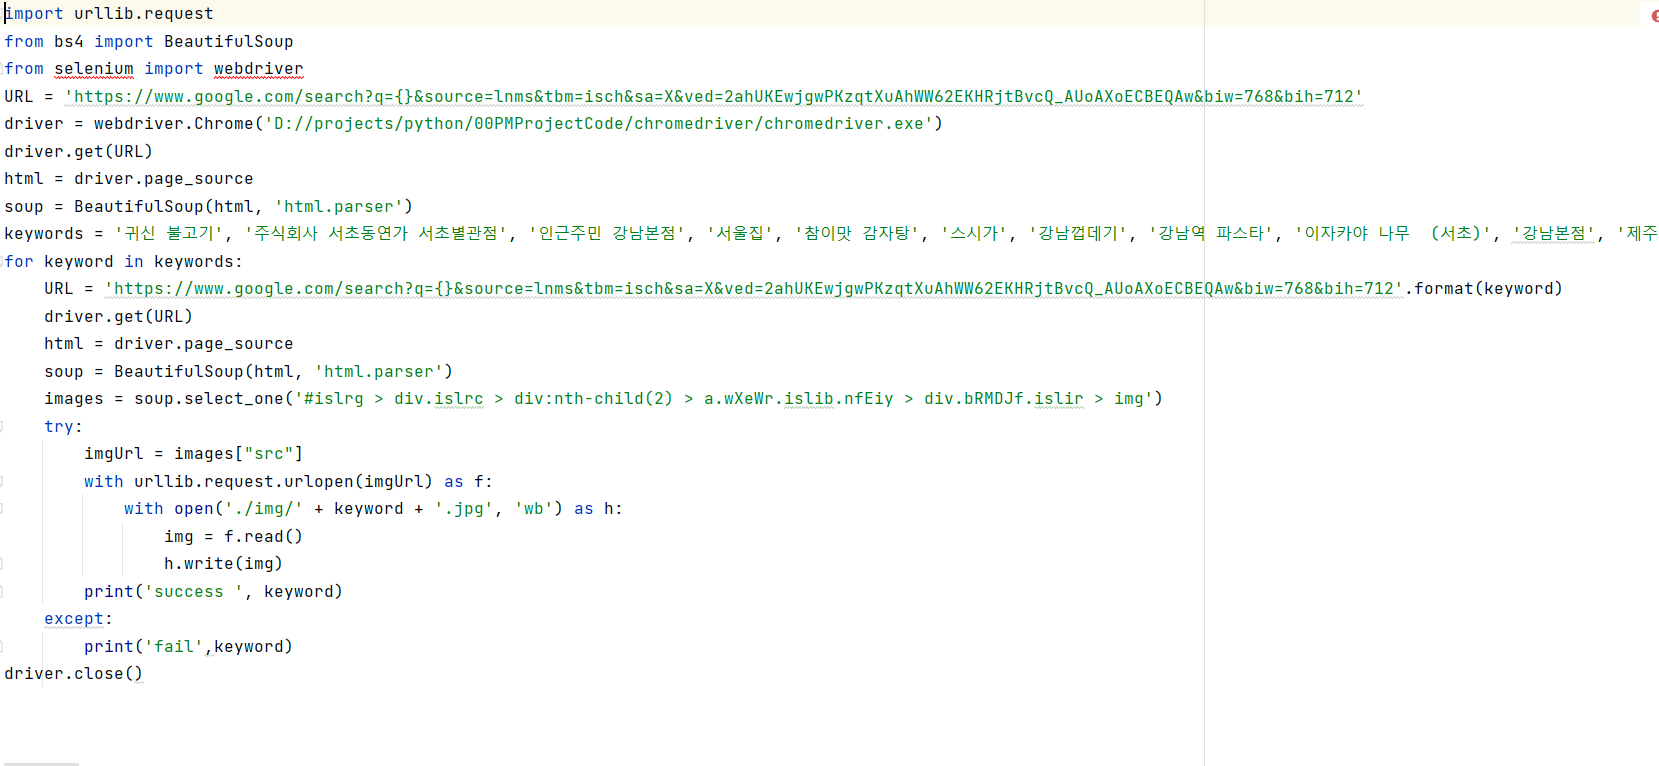 import urllib.request
from bs4 import BeautifulSoup
from selenium import webdriver
URL = 'https://www.google.com/search?q={}&source=lnms&tbm=isch&sa=X&ved=2ahUKEwjgwPKzqtXuAhWW62EKHRjtBvcQ_AUoAXoECBEQAw&biw=768&bih=712'
driver = webdriver.Chrome('D://projects/python/00PMProjectCode/chromedriver/chromedriver.exe')
driver.get(URL)
html = driver.page_source
soup = BeautifulSoup(html, 'html.parser')
keywords = '귀신 불고기', '주식회사 서초동연가 서초별관점', '인근주민 강남본점', '서울집', '참이맛 감자탕', '스시가', '강남껍데기', '강남역 파스타', '이자카야 나무  (서초)', '강남본점', '제주
for keyword in keywords:
    URL = 'https://www.google.com/search?q={}&source=lnms&tbm=isch&sa=X&ved=2ahUKEwjgwPKzqtXuAhWW62EKHRjtBvcQ_AUoAXoECBEQAw&biw=768&bih=712'.format(keyword)
    driver.get(URL)
    html = driver.page_source
    soup = BeautifulSoup(html, 'html.parser')
    images = soup.select_one('#islrg > div.islrc > div:nth-child(2) > a.wXeWr.islib.nfEiy > div.bRMDJf.islir > img')
    try:
        imgUrl = images["src"]
        with urllib.request.urlopen(imgUrl) as f:
            with open('./img/' + keyword + '.jpg', 'wb') as h:
                img = f.read()
                h.write(img)
        print('success ', keyword)
    except:
        print('fail',keyword)
driver.close()